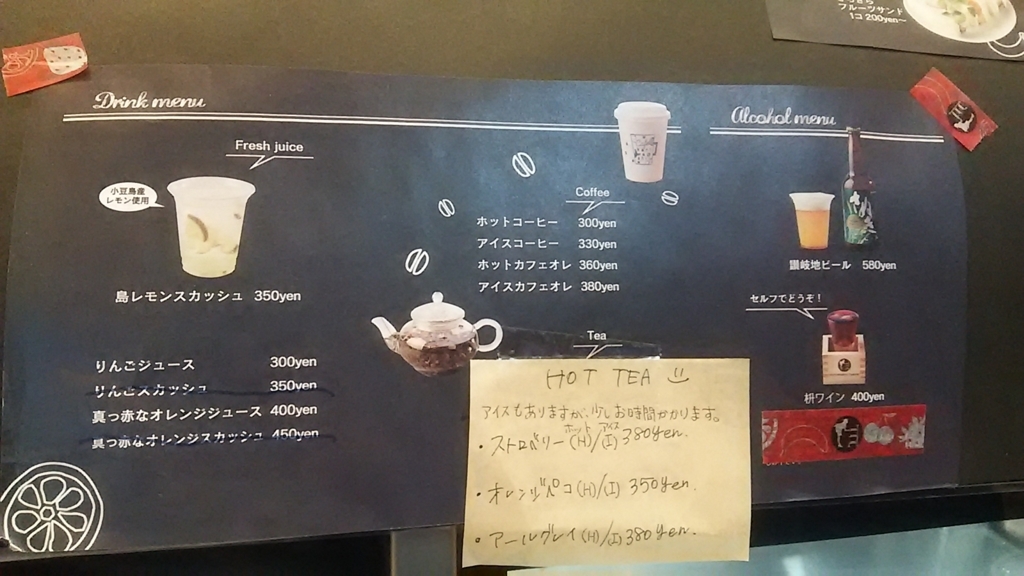 フルーツサンド
1コ 200yen~
Drink menu
Fresh juice
小豆島産
レモン使用
島レモンスカッシュ 350yen
りんごジュース 300yen
りんごスカッシュ 350yen
真っ赤なオレンジジュース 400yen
真っ赤なオレンジスカッシュ 450yen
Coffee
ホットコーヒー 300yen
アイスコーヒー 330yen
ホットカフェオレ 360yen
アイスカフェオレ 380yen
Tea
HOT TEA
アイスもありますが、少しお時間かかります。
ホット アイス
・ストロベリー(H)/(I) 380yen.
・オレンジペコ(H)/(I) 350yen.
・アールグレイ(H)/(I) 380yen.
Alcohol menu
讃岐地ビール 580yen
セルフでどうぞ!
枡ワイン 400yen